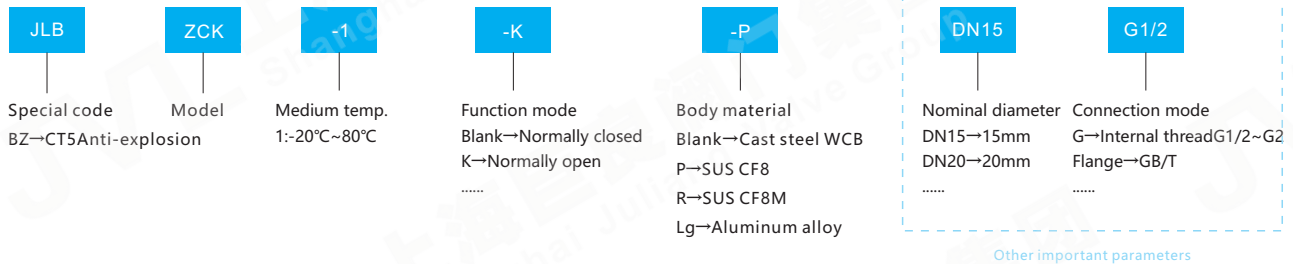 JLB ZCK -1 -K -P DN15 G1/2
Special code Model Medium temp. Function mode Body material Nominal diameter Connection mode
BZ→CT5Anti-explosion 1:-20℃~80℃ Blank→Normally closed Blank→Cast steel WCB DN15→15mm G→Internal threadG1/2~G2
K→Normally open P→SUS CF8 DN20→20mm Flange→GB/T
...... R→SUS CF8M ...... ......
Lg→Aluminum alloy
Other important parameters